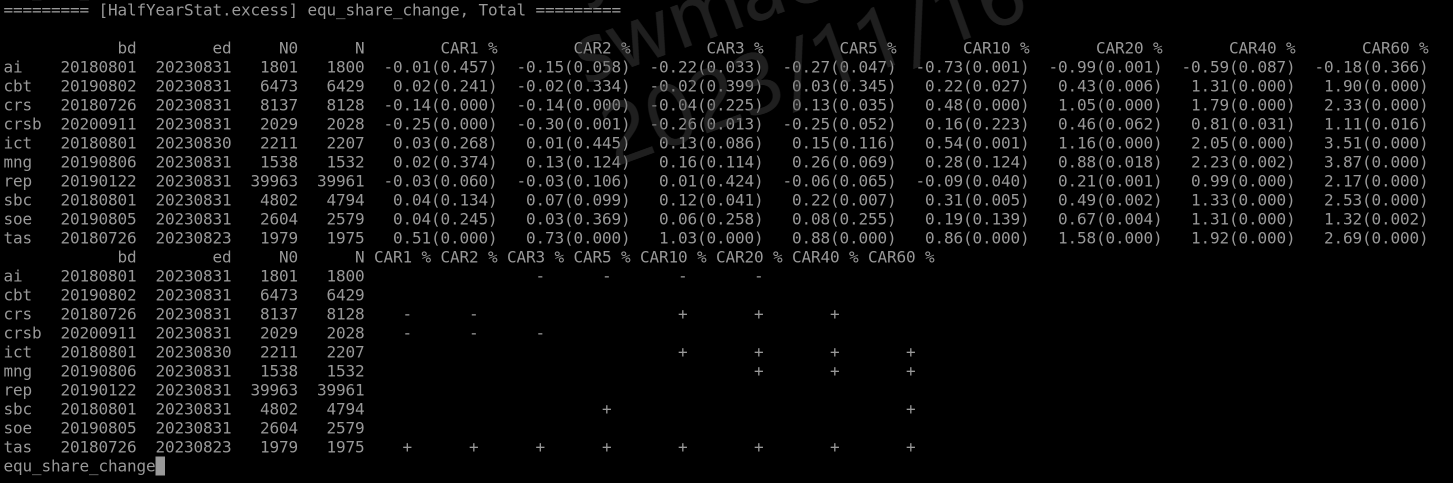 ========= [HalfYearStat.excess] equ_share_change, Total =========
bd ed N0 N CAR1 % CAR2 % CAR3 % CAR5 % CAR10 % CAR20 % CAR40 % CAR60 %
ai 20180801 20230831 1801 1800 -0.01(0.457) -0.15(0.058) -0.22(0.033) -0.27(0.047) -0.73(0.001) -0.99(0.001) -0.59(0.087) -0.18(0.366)
cbt 20190802 20230831 6473 6429 0.02(0.241) -0.02(0.334) -0.02(0.399) 0.03(0.345) 0.22(0.027) 0.43(0.006) 1.31(0.000) 1.90(0.000)
crs 20180726 20230831 8137 8128 -0.14(0.000) -0.14(0.000) -0.04(0.225) 0.13(0.035) 0.48(0.000) 1.05(0.000) 1.79(0.000) 2.33(0.000)
crsb 20200911 20230831 2029 2028 -0.25(0.000) -0.30(0.001) -0.26(0.013) -0.25(0.052) 0.16(0.223) 0.46(0.062) 0.81(0.031) 1.11(0.016)
ict 20180801 20230830 2211 2207 0.03(0.268) 0.01(0.445) 0.13(0.086) 0.15(0.116) 0.54(0.001) 1.16(0.000) 2.05(0.000) 3.51(0.000)
mng 20190806 20230831 1538 1532 0.02(0.374) 0.13(0.124) 0.16(0.114) 0.26(0.069) 0.28(0.124) 0.88(0.018) 2.23(0.002) 3.87(0.000)
rep 20190122 20230831 39963 39961 -0.03(0.060) -0.03(0.106) 0.01(0.424) -0.06(0.065) -0.09(0.040) 0.21(0.001) 0.99(0.000) 2.17(0.000)
sbc 20180801 20230831 4802 4794 0.04(0.134) 0.07(0.099) 0.12(0.041) 0.22(0.007) 0.31(0.005) 0.49(0.002) 1.33(0.000) 2.53(0.000)
soe 20190805 20230831 2604 2579 0.04(0.245) 0.03(0.369) 0.06(0.258) 0.08(0.255) 0.19(0.139) 0.67(0.004) 1.31(0.000) 1.32(0.002)
tas 20180726 20230823 1979 1975 0.51(0.000) 0.73(0.000) 1.03(0.000) 0.88(0.000) 0.86(0.000) 1.58(0.000) 1.92(0.000) 2.69(0.000)
bd ed N0 N CAR1 % CAR2 % CAR3 % CAR5 % CAR10 % CAR20 % CAR40 % CAR60 %
ai 20180801 20230831 1801 1800 - - - -
cbt 20190802 20230831 6473 6429
crs 20180726 20230831 8137 8128 - - + + +
crsb 20200911 20230831 2029 2028 - - -
ict 20180801 20230830 2211 2207 + + + +
mng 20190806 20230831 1538 1532 + + +
rep 20190122 20230831 39963 39961
sbc 20180801 20230831 4802 4794 + +
soe 20190805 20230831 2604 2579
tas 20180726 20230823 1979 1975 + + + + + + + +
equ_share_change